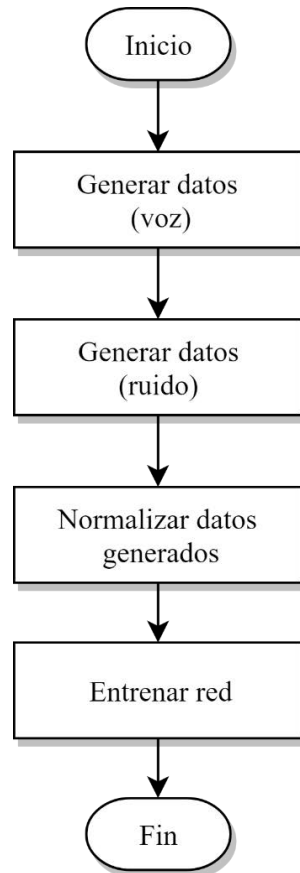 Inicio
Generar datos
(voz)
Generar datos
(ruido)
Normalizar datos
generados
Entrenar red
Fin